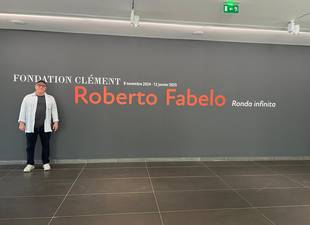 FONDATION CLÉMENT 8 novembre 2024 - 12 janvier 2025
Roberto Fabelo Ronda infinita